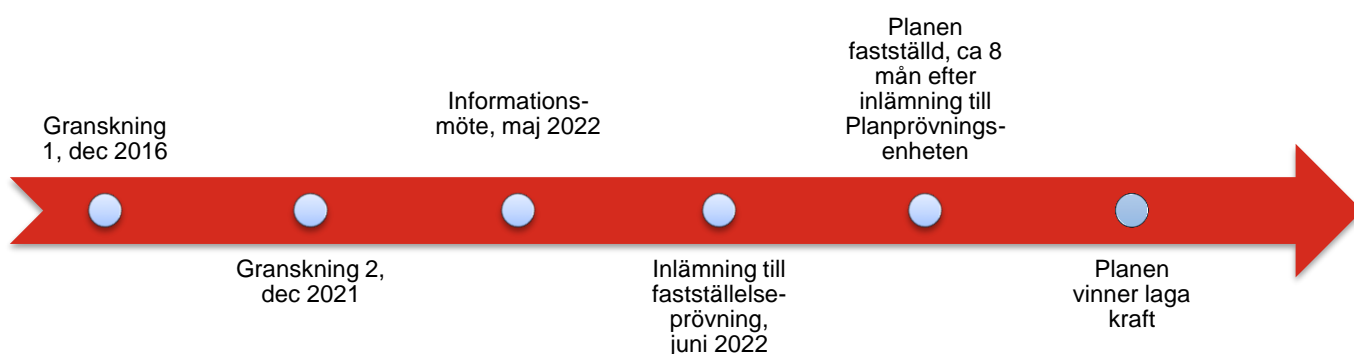 Granskning
1, dec 2016
Granskning 2,
dec 2021
Informations-
möte, maj 2022
Inlämning till
fastställelse-
prövning,
juni 2022
Planen
fastställd, ca 8
mån efter
inlämning till
Planprövnings-
enheten
Planen
vinner laga
kraft